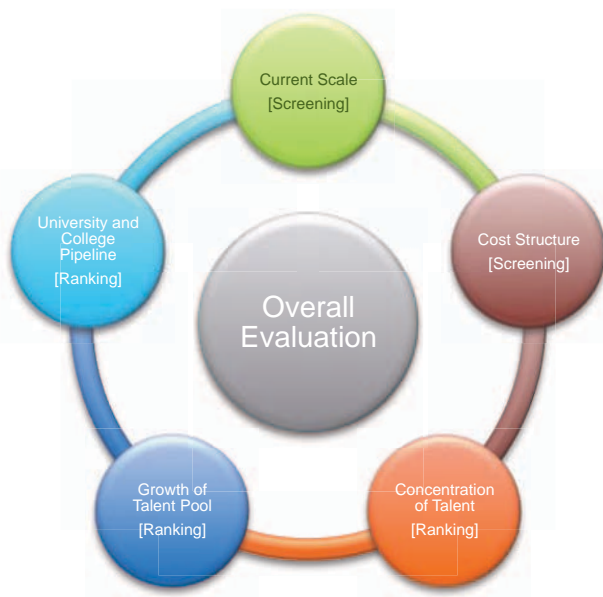 Current Scale
[Screening]
University and
College
Pipeline
[Ranking]
Cost Structure
[Screening]
Overall
Evaluation
Growth of
Talent Pool
[Ranking]
Concentration
of Talent
[Ranking]